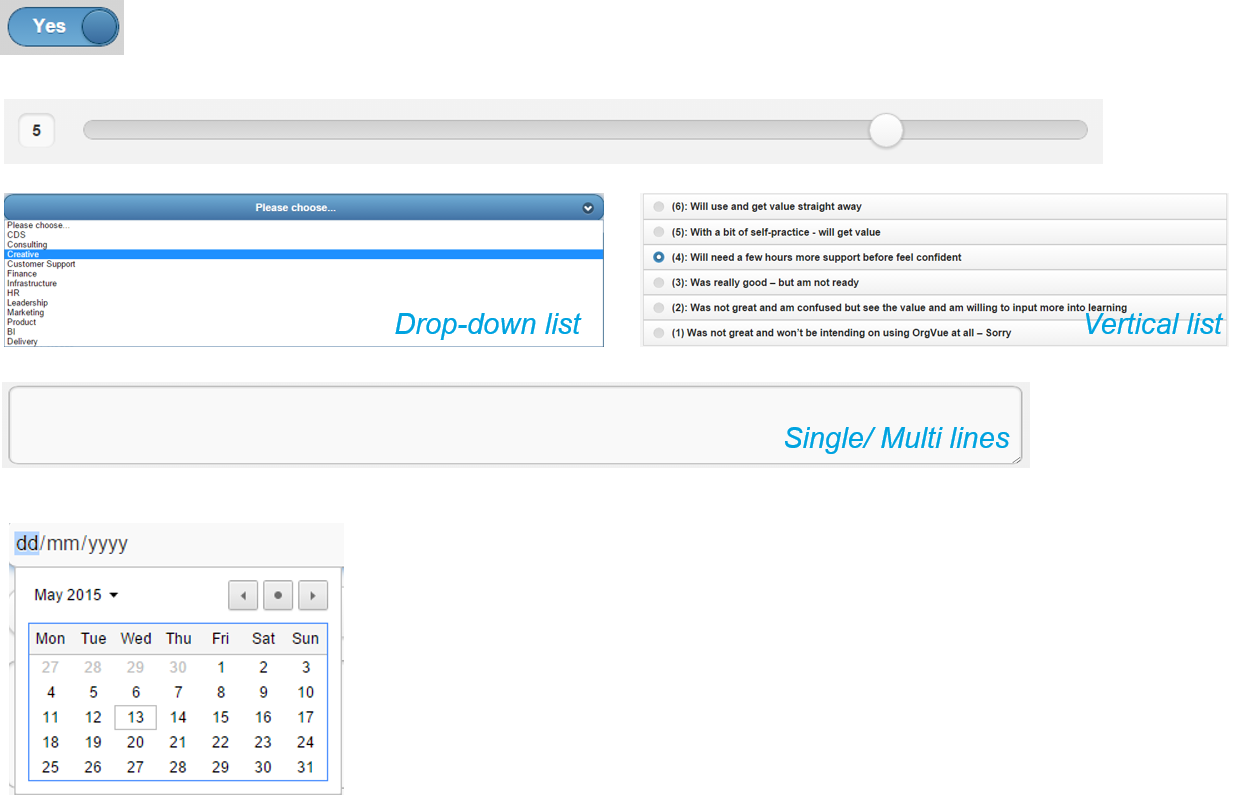 Yes
5
Please choose...
Please choose...
CDS
Consulting
Creative
Customer Support
Finance
Infrastructure
HR
Leadership
Marketing
Product
BI
Delivery
Drop-down list
(6): Will use and get value straight away
(5): With a bit of self-practice - will get value
(4): Will need a few hours more support before feel confident
(3): Was really good – but am not ready
(2): Was not great and am confused but see the value and am willing to input more into learning
(1) Was not great and won't be intending on using OrgVue at all – Sorry
Vertical list
Single/ Multi lines
dd/mm/yyyy
May 2015
Mon Tue Wed Thu Fri Sat Sun
27 28 29 30 1 2 3
4 5 6 7 8 9 10
11 12 13 14 15 16 17
18 19 20 21 22 23 24
25 26 27 28 29 30 31